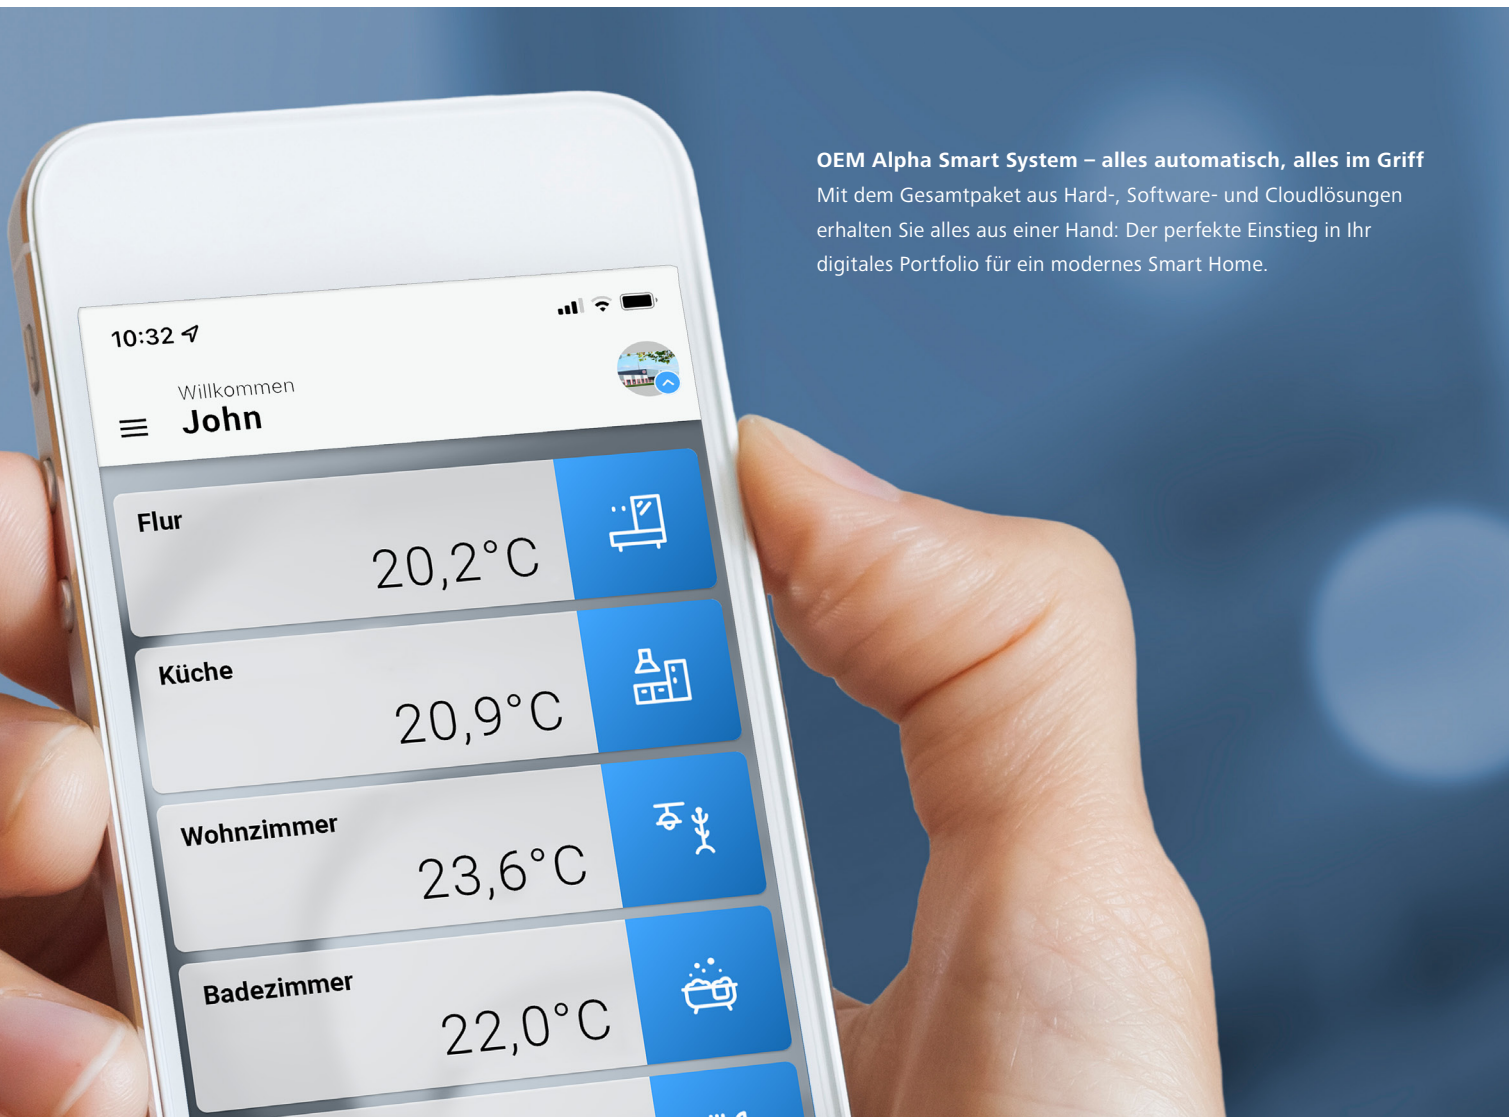 OEM Alpha Smart System – alles automatisch, alles im Griff
Mit dem Gesamtpaket aus Hard-, Software- und Cloudlösungen
erhalten Sie alles aus einer Hand: Der perfekte Einstieg in Ihr
digitales Portfolio für ein modernes Smart Home.
10:32
Willkommen
John
Flur
20,2°C
Küche
20,9°C
Wohnzimmer
23,6°C
Badezimmer
22,0°C